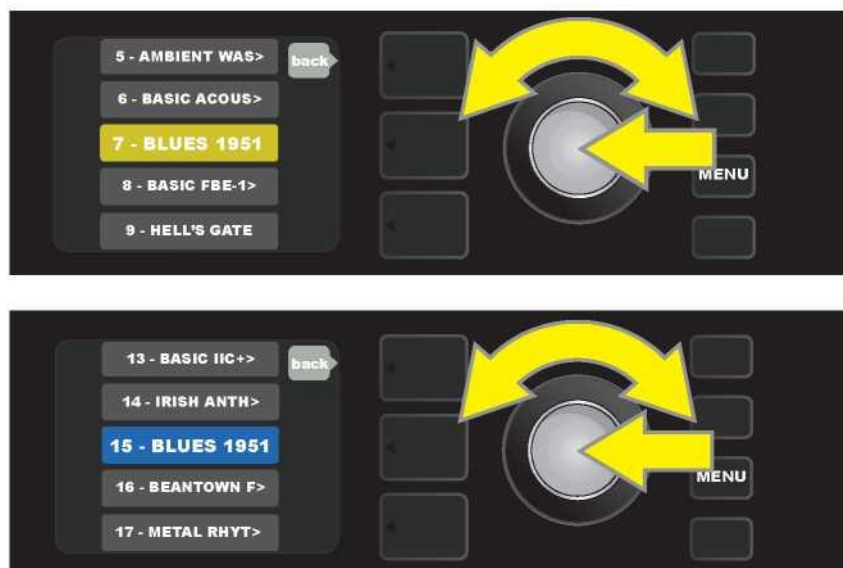 5 - AMBIENT WAS>
back
6 - BASIC ACOUS>
7 - BLUES 1951
8 - BASIC FBE-1>
MENU
9 - HELL'S GATE
13 - BASIC IIC+>
back
14 - IRISH ANTH>
15 - BLUES 1951
16 - BEANTOWN F>
MENU
17 - METAL RHYT>